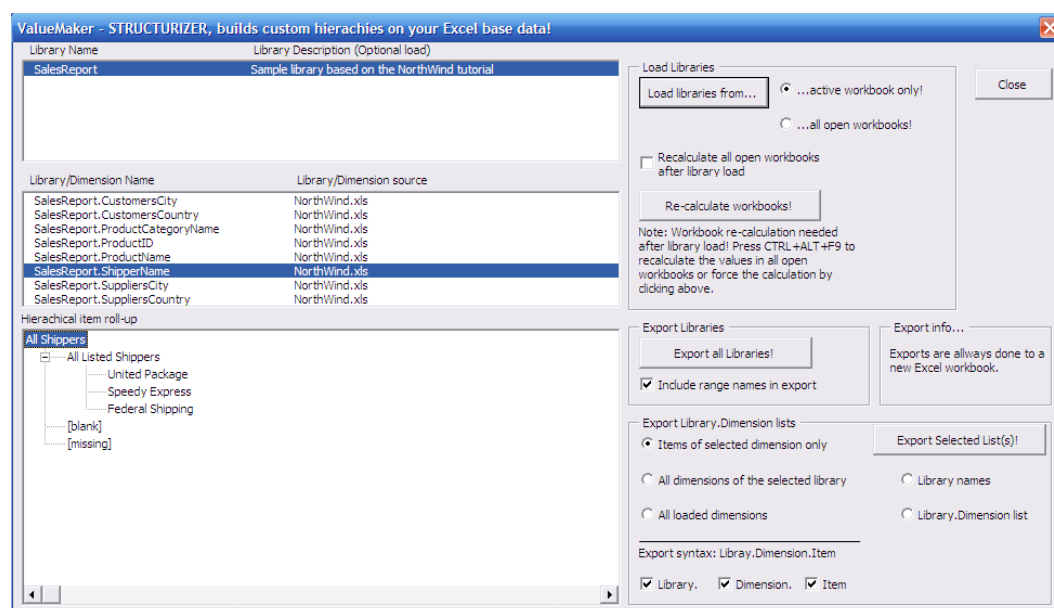 ValueMaker - STRUCTURIZER, builds custom hierachies on your Excel base data!
Library Name Library Description (Optional load)
SalesReport Sample library based on the NorthWind tutorial
Library/Dimension Name Library/Dimension source
SalesReport.CustomersCity NorthWind.xls
SalesReport.CustomersCountry NorthWind.xls
SalesReport.ProductCategoryName NorthWind.xls
SalesReport.ProductID NorthWind.xls
SalesReport.ProductName NorthWind.xls
SalesReport.ShipperName NorthWind.xls
SalesReport.SuppliersCity NorthWind.xls
SalesReport.SuppliersCountry NorthWind.xls
Hierachical item roll-up
All Shippers
All Listed Shippers
United Package
Speedy Express
Federal Shipping
[blank]
[missing]
Load Libraries
Load libraries from...
...active workbook only!
...all open workbooks!
Close
Recalculate all open workbooks
after library load
Re-calculate workbooks!
Note: Workbook re-calculation needed
after library load! Press CTRL+ALT+F9 to
recalculate the values in all open
workbooks or force the calculation by
clicking above.
Export Libraries
Export all Libraries!
Include range names in export
Export info...
Exports are allways done to a
new Excel workbook.
Export Library.Dimension lists
Items of selected dimension only
Export Selected List(s)!
All dimensions of the selected library
Library names
All loaded dimensions
Library.Dimension list
Export syntax: Libray.Dimension.Item
Library. Dimension. Item